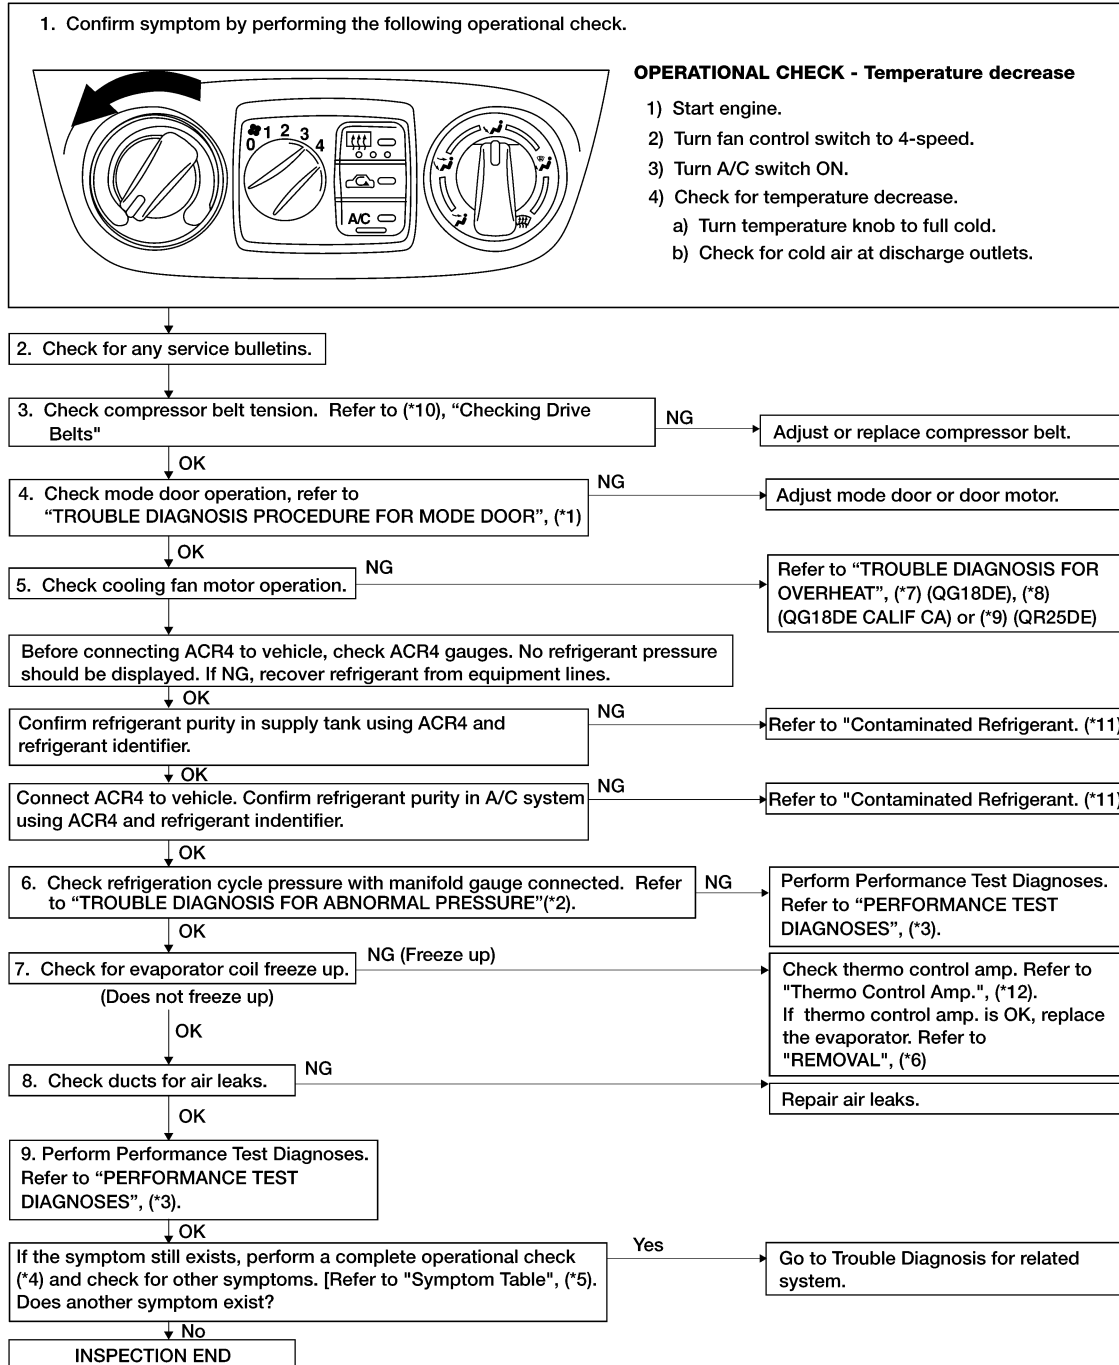 1. Confirm symptom by performing the following operational check.
0
1
2
3
4
A/C
OPERATIONAL CHECK - Temperature decrease
1) Start engine.
2) Turn fan control switch to 4-speed.
3) Turn A/C switch ON.
4) Check for temperature decrease.
a) Turn temperature knob to full cold.
b) Check for cold air at discharge outlets.
2. Check for any service bulletins.
3. Check compressor belt tension. Refer to (*10), “Checking Drive
Belts"
NG
Adjust or replace compressor belt.
OK
4. Check mode door operation, refer to
“TROUBLE DIAGNOSIS PROCEDURE FOR MODE DOOR”, (*1)
NG
Adjust mode door or door motor.
OK
5. Check cooling fan motor operation.
NG
Refer to “TROUBLE DIAGNOSIS FOR
OVERHEAT”, (*7) (QG18DE), (*8)
(QG18DE CALIF CA) or (*9) (QR25DE)
Before connecting ACR4 to vehicle, check ACR4 gauges. No refrigerant pressure
should be displayed. If NG, recover refrigerant from equipment lines.
OK
Confirm refrigerant purity in supply tank using ACR4 and
refrigerant identifier.
NG
Refer to "Contaminated Refrigerant. (*11)
OK
Connect ACR4 to vehicle. Confirm refrigerant purity in A/C system
using ACR4 and refrigerant indentifier.
NG
Refer to "Contaminated Refrigerant. (*11)
OK
6. Check refrigeration cycle pressure with manifold gauge connected. Refer
to “TROUBLE DIAGNOSIS FOR ABNORMAL PRESSURE”(*2).
NG
Perform Performance Test Diagnoses.
Refer to “PERFORMANCE TEST
DIAGNOSES”, (*3).
OK
7. Check for evaporator coil freeze up.
NG (Freeze up)
Check thermo control amp. Refer to
"Thermo Control Amp.", (*12).
If thermo control amp. is OK, replace
the evaporator. Refer to
"REMOVAL", (*6)
(Does not freeze up)
OK
8. Check ducts for air leaks.
NG
Repair air leaks.
OK
9. Perform Performance Test Diagnoses.
Refer to “PERFORMANCE TEST
DIAGNOSES”, (*3).
OK
If the symptom still exists, perform a complete operational check
(*4) and check for other symptoms. [Refer to "Symptom Table", (*5).
Does another symptom exist?
Yes
Go to Trouble Diagnosis for related
system.
No
INSPECTION END